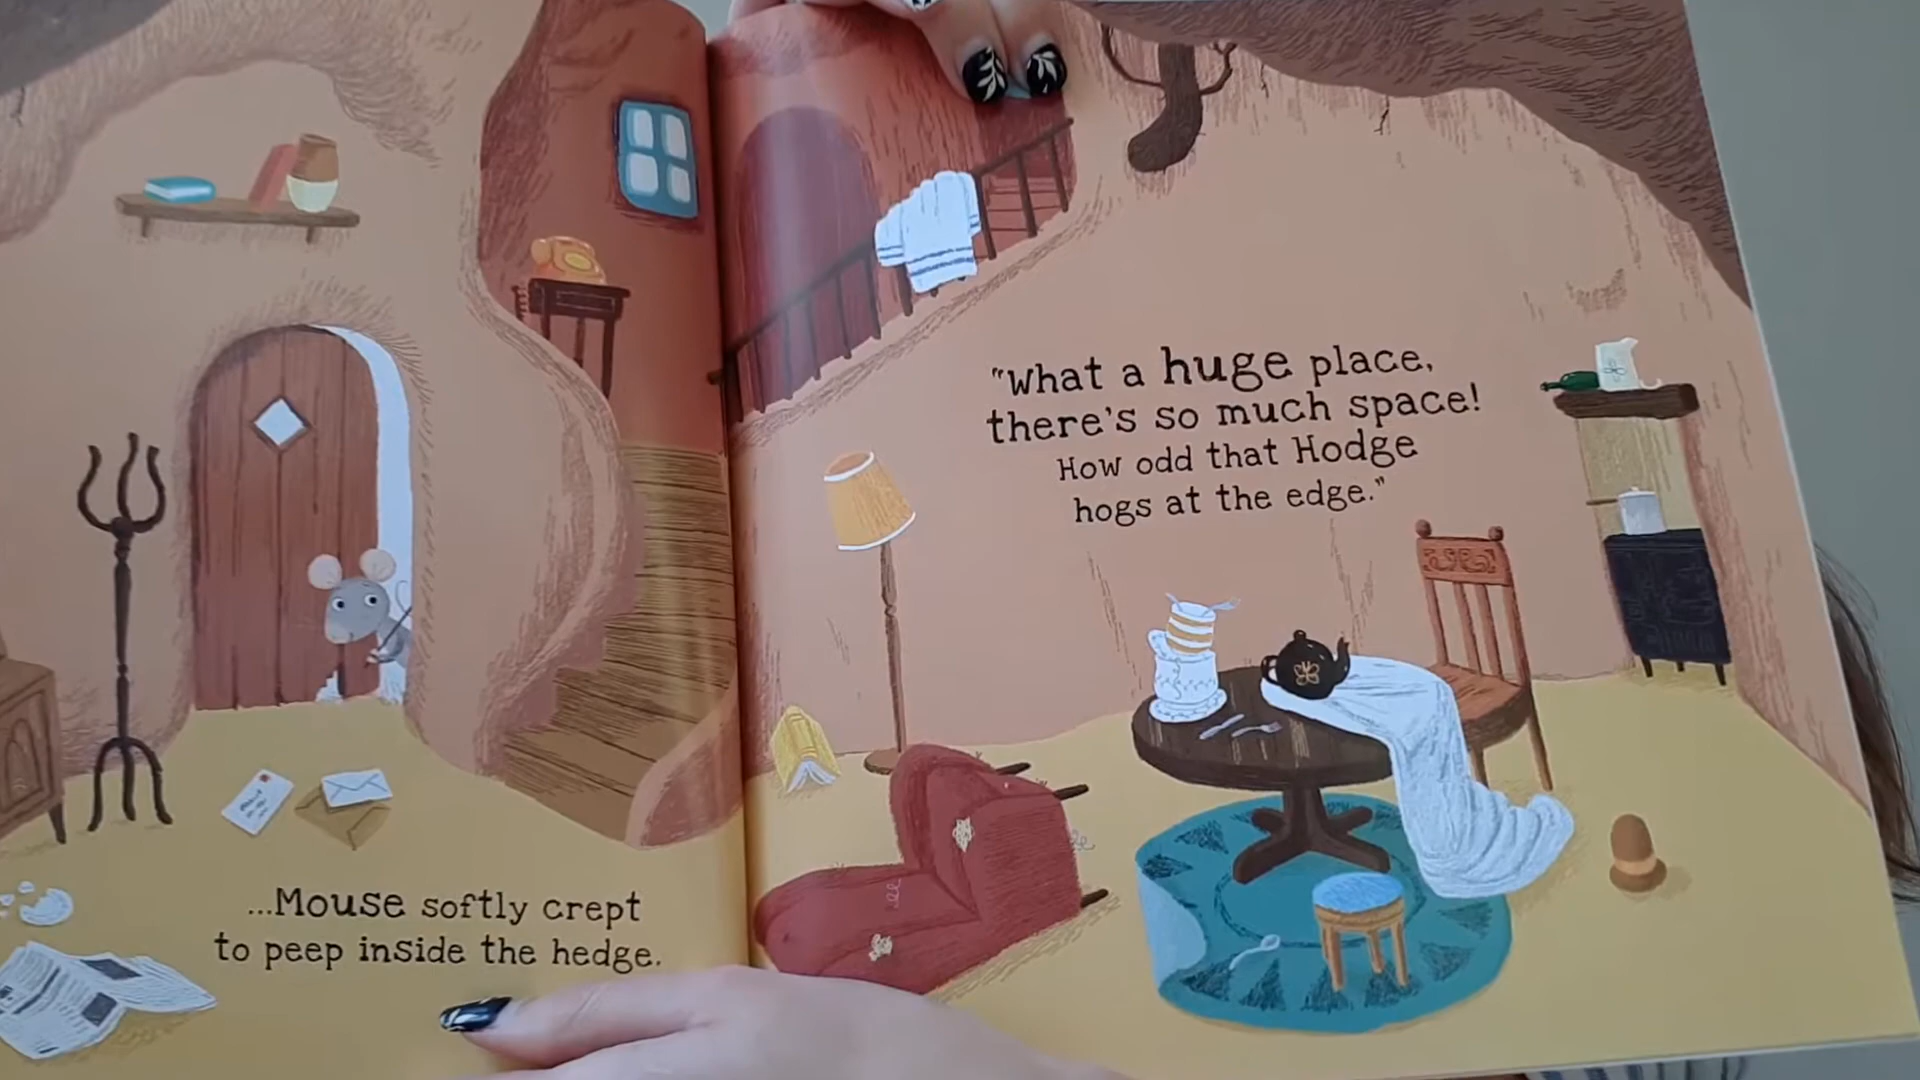 ...Mouse softly crept
to peep inside the hedge.
"What a huge place,
there's so much space!
How odd that Hodge
hogs at the edge."